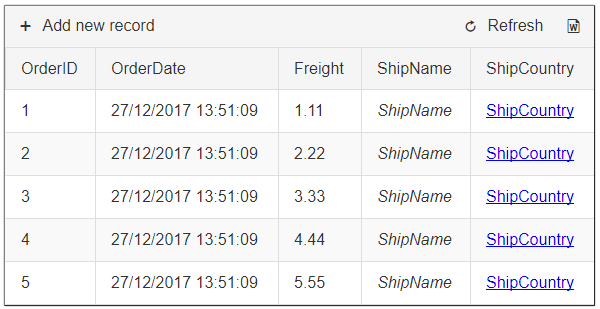 + Add new record Refresh
OrderID OrderDate Freight ShipName ShipCountry
1 27/12/2017 13:51:09 1.11 ShipName ShipCountry
2 27/12/2017 13:51:09 2.22 ShipName ShipCountry
3 27/12/2017 13:51:09 3.33 ShipName ShipCountry
4 27/12/2017 13:51:09 4.44 ShipName ShipCountry
5 27/12/2017 13:51:09 5.55 ShipName ShipCountry